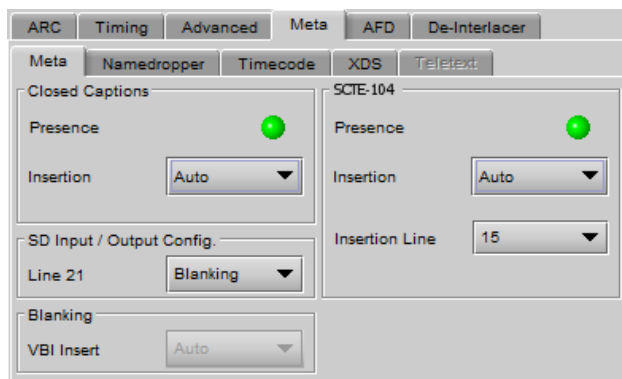 ARC Timing Advanced Meta AFD De-Interlacer
Meta Namedropper Timecode XDS Teletext
Closed Captions
Presence
Insertion Auto
SD Input / Output Config.
Line 21 Blanking
Blanking
VBI Insert Auto
SCTE-104
Presence
Insertion Auto
Insertion Line 15